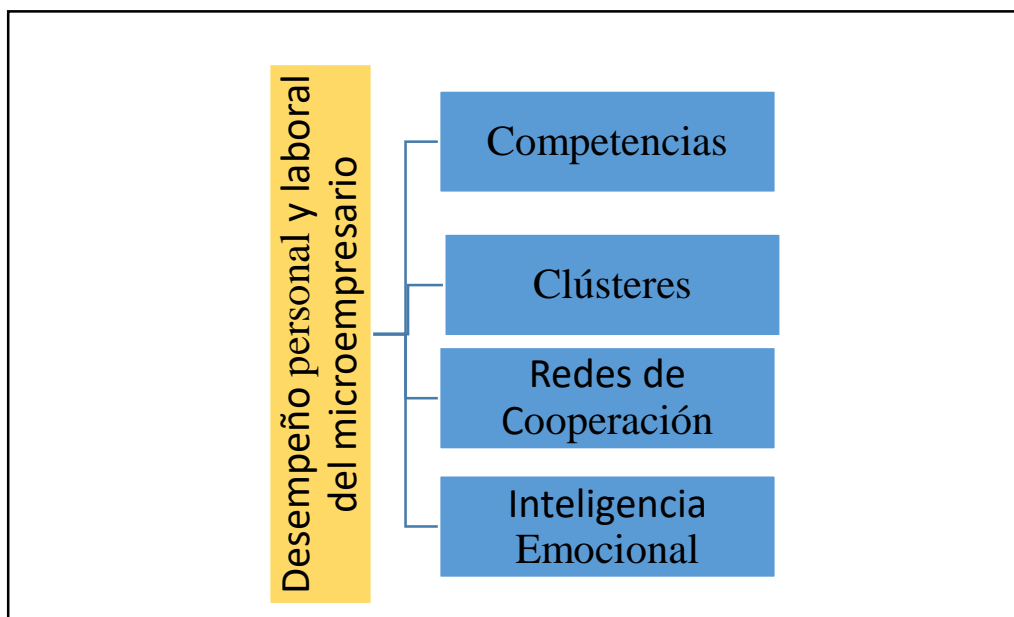 Desempeño personal y laboral
del microempresario
Competencias
Clústeres
Redes de
Cooperación
Inteligencia
Emocional